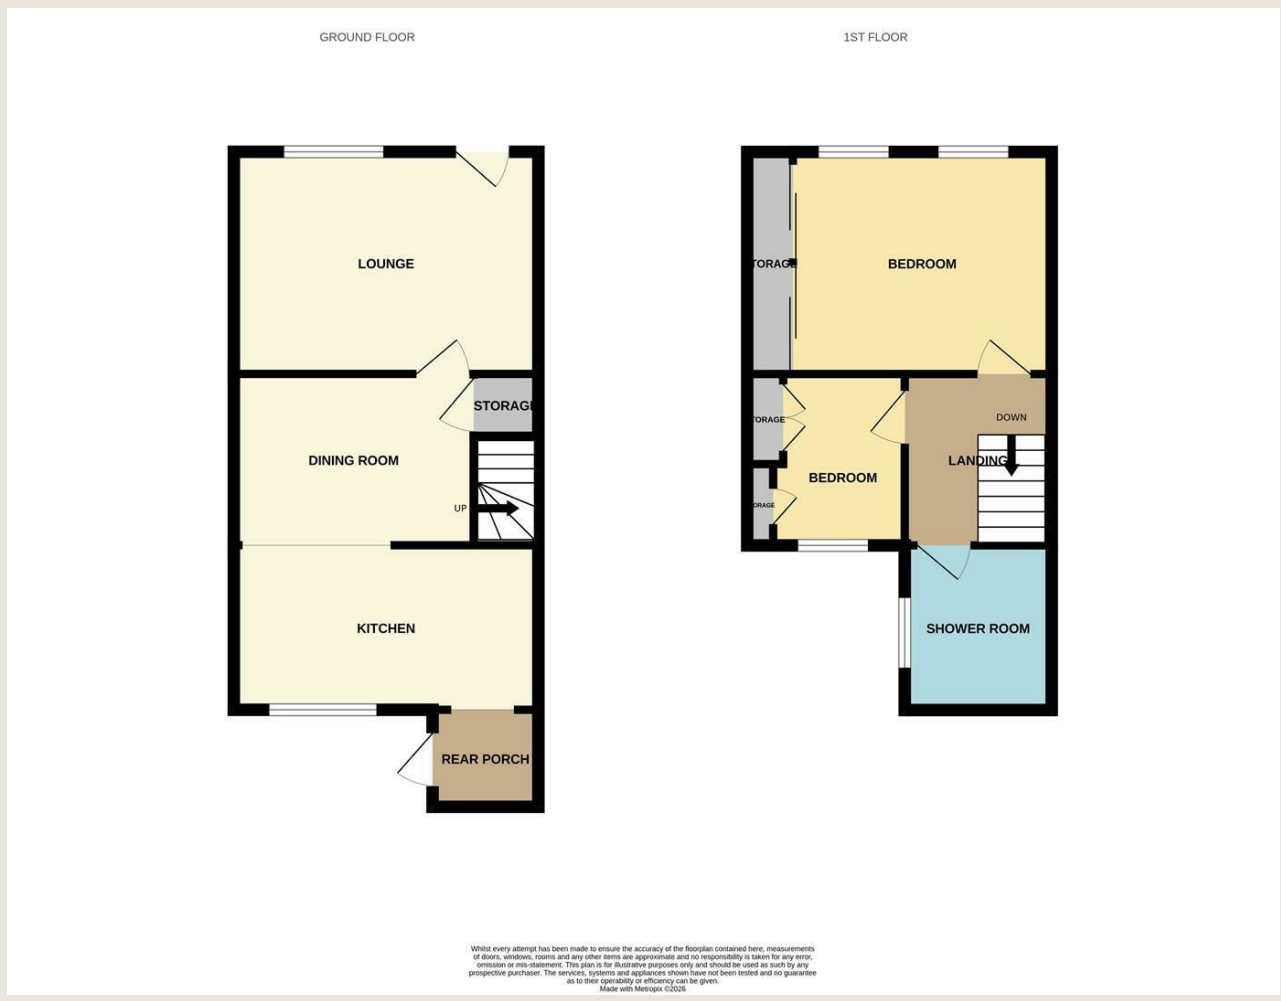 GROUND FLOOR
1ST FLOOR
LOUNGE
STORAGE
DINING ROOM
UP
KITCHEN
REAR PORCH
TORAGE
BEDROOM
TORAGE
DOWN
LANDING
BEDROOM
ORAGE
SHOWER ROOM
Whilst every attempt has been made to ensure the accuracy of the floorplan contained here, measurements
of doors, windows, rooms and any other items are approximate and no responsibility is taken for any error,
omission or mis-statement. This plan is for illustrative purposes only and should be used as such by any
prospective purchaser. The services, systems and appliances shown have not been tested and no guarantee
as to their operability or efficiency can be given.
Made with Metropix ©2026